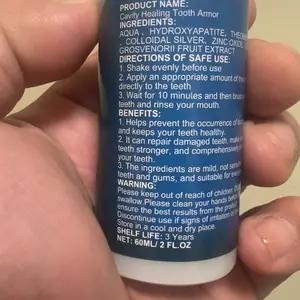 PRODUCT NAME:
Cavity Healing Tooth Armor
INGREDIENTS:
AQUA, HYDROXYAPATITE,
COLLOIDAL SILVER, ZINC OXIDE,
GROSVENORII FRUIT EXTRACT
DIRECTIONS OF SAFE USE:
1. Shake evenly before use
2. Apply an appropriate amount of the
directly to the teeth
3. Wait for 10 minutes and then
teeth and rinse your mouth.
BENEFITS:
1. Helps prevent the occurrence of
and keeps your teeth healthy.
2. It can repair damaged teeth,
teeth stronger, and
your teeth.
3. The ingredients are mild, not
teeth and gums, and suitable for
WARNING:
Please keep out of reach of children.
swallow.Please clean your hands before
ensure the best results from the product
Discontinue use if signs of irritation or
Store in a cool and dry place.
SHELF LIFE: 3 Years
NET: 60ML/ 2 FL.OZ